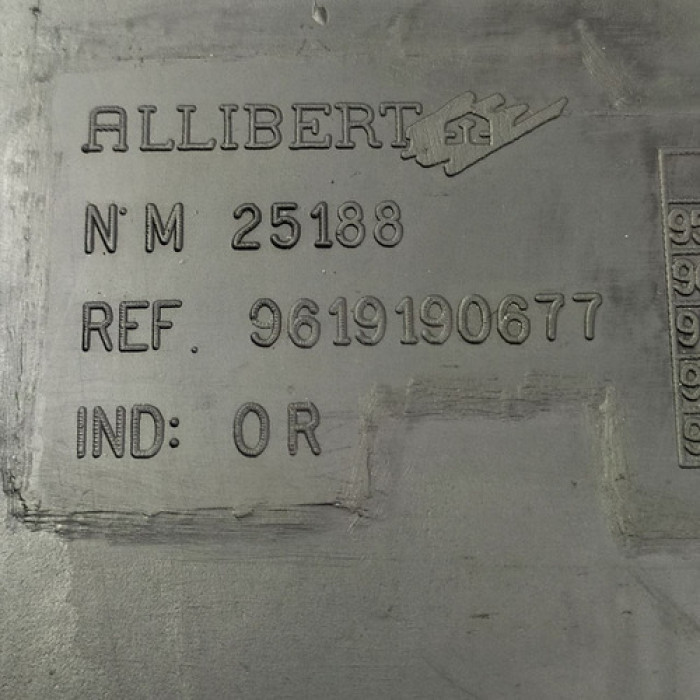 ALLIBERT
N° M 25188
REF. 9619190677
IND: OR